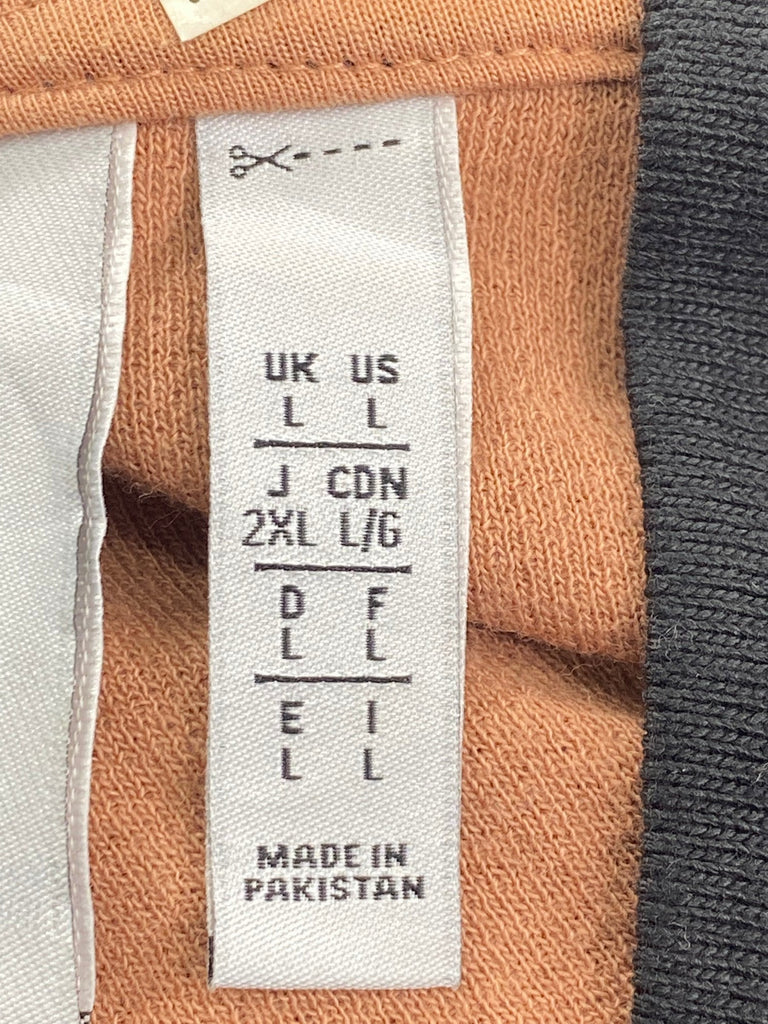 UK US
L L
J CDN
2XL L/G
D F
L L
E I
L L
MADE IN
PAKISTAN